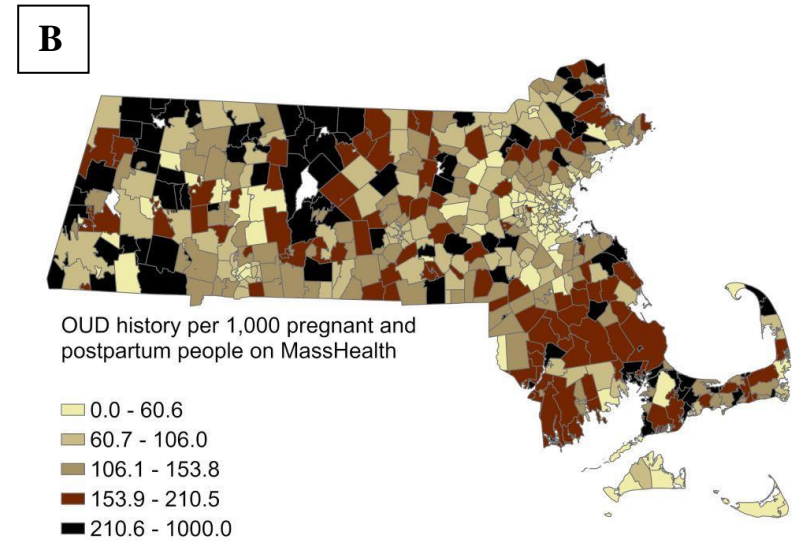 B
OUD history per 1,000 pregnant and
postpartum people on MassHealth
0.0 - 60.6
60.7 - 106.0
106.1 - 153.8
153.9 - 210.5
210.6 - 1000.0